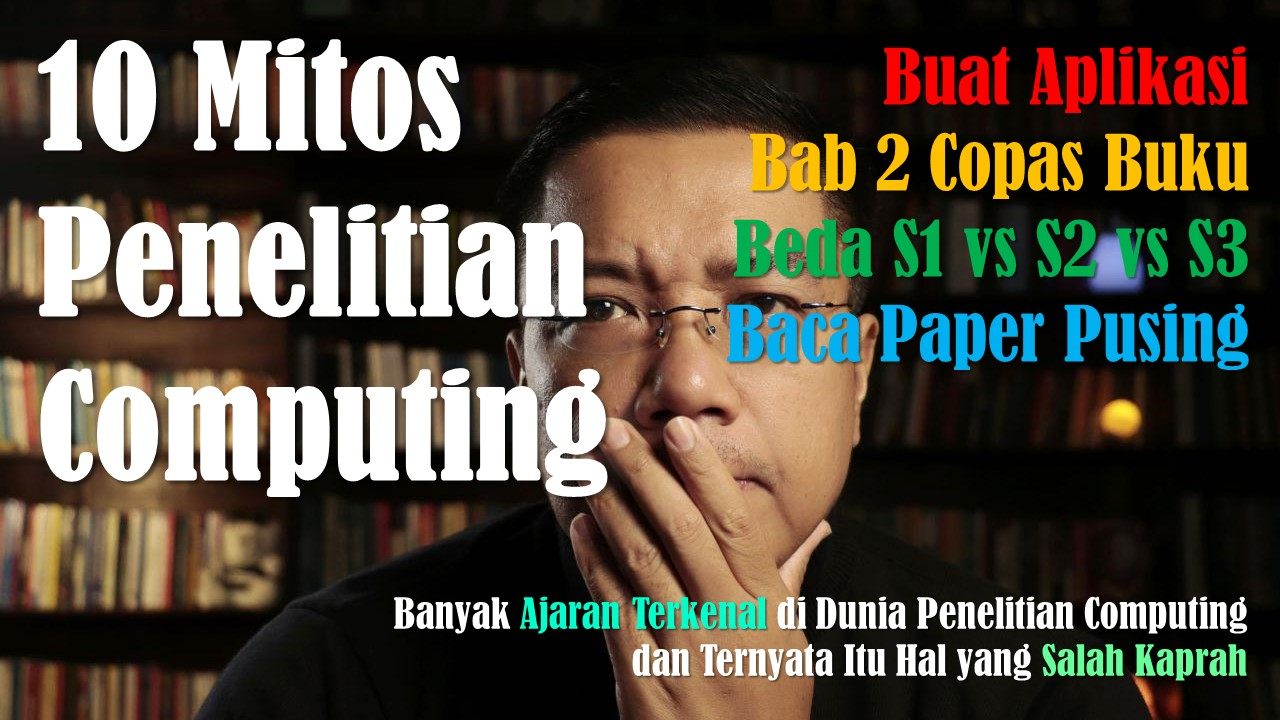 10 Mitos
Penelitian
Computing
Buat Aplikasi
Bab 2 Copas Buku
Beda S1 vs S2 vs S3
Baca Paper Pusing
Banyak Ajaran Terkenal di Dunia Penelitian Computing
dan Ternyata Itu Hal yang Salah Kaprah